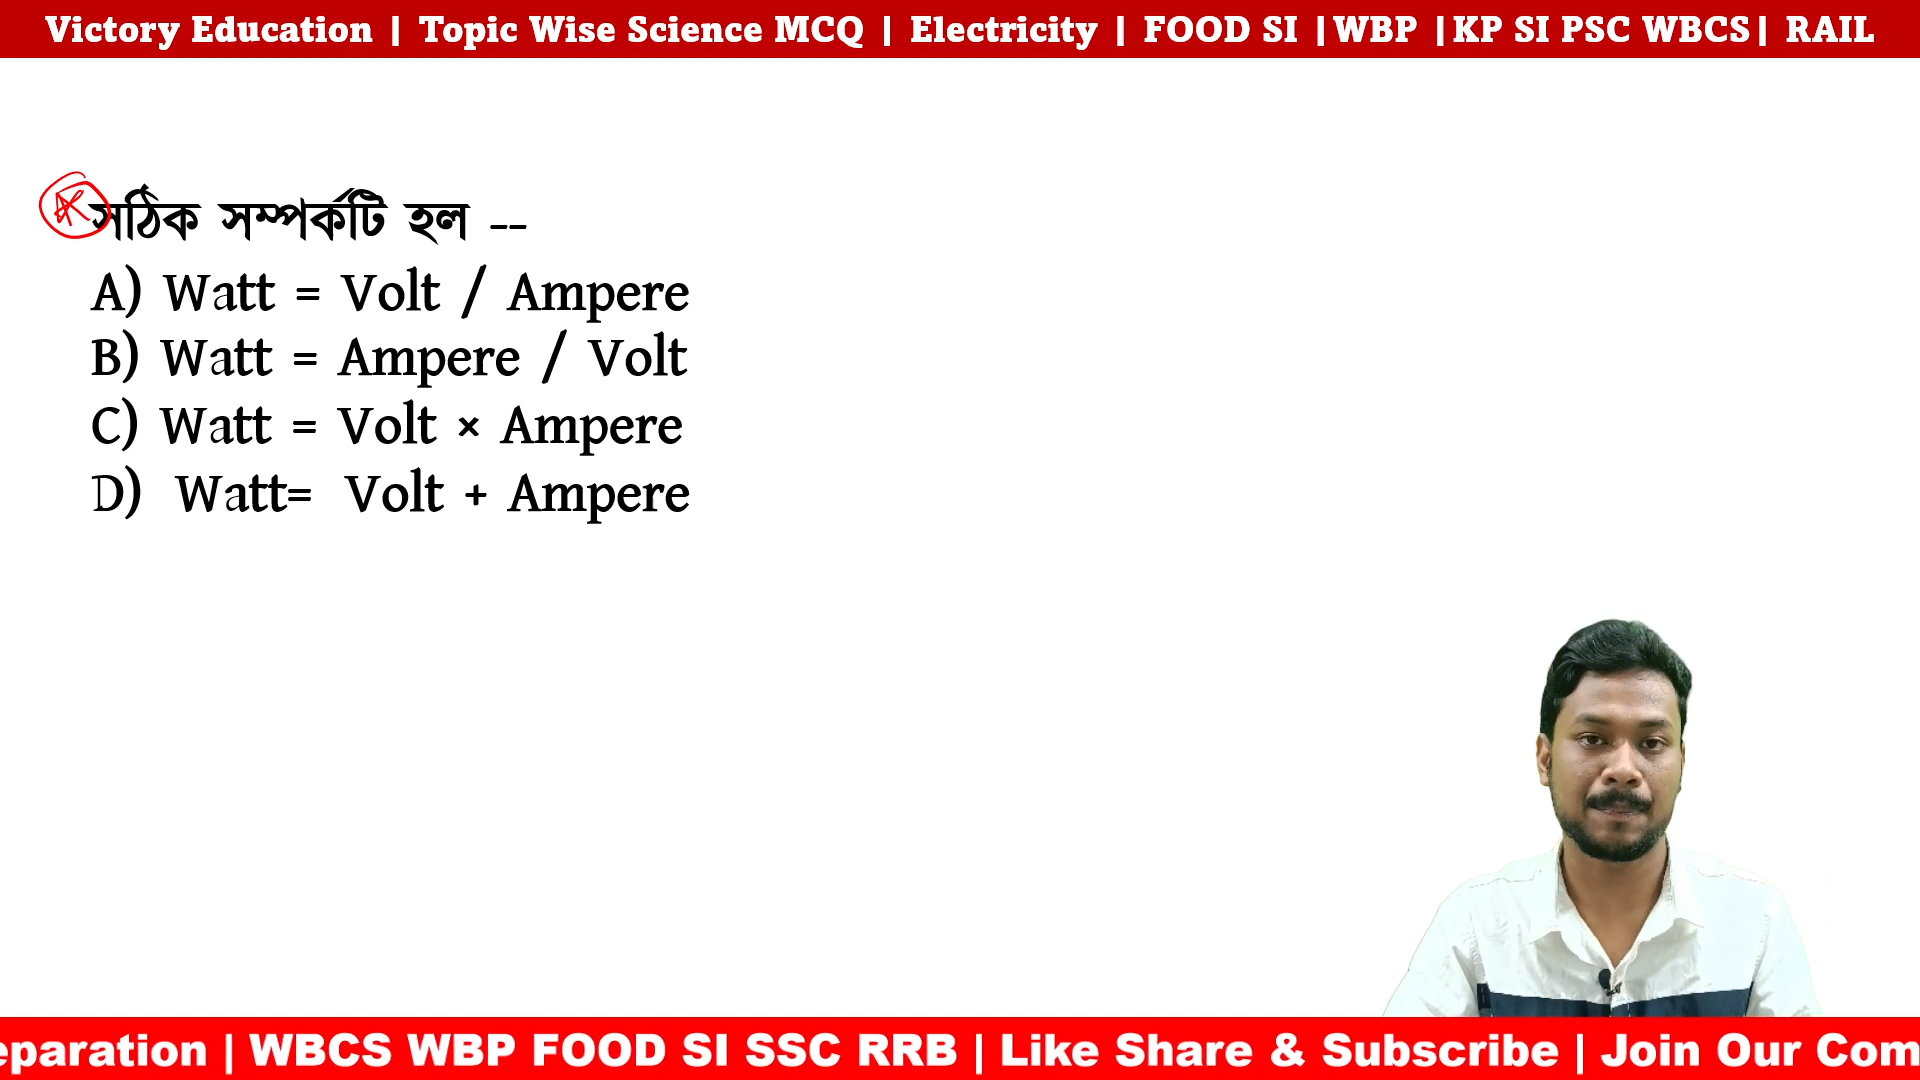 Victory Education | Topic Wise Science MCQ | Electricity | FOOD SI |WBP |KP SI PSC WBCS| RAIL
সঠিক সম্পর্কটি হল --
A) Watt = Volt / Ampere
B) Watt = Ampere / Volt
C) Watt = Volt × Ampere
D) Watt= Volt + Ampere
eparation | WBCS WBP FOOD SI SSC RRB | Like Share & Subscribe | Join Our Com